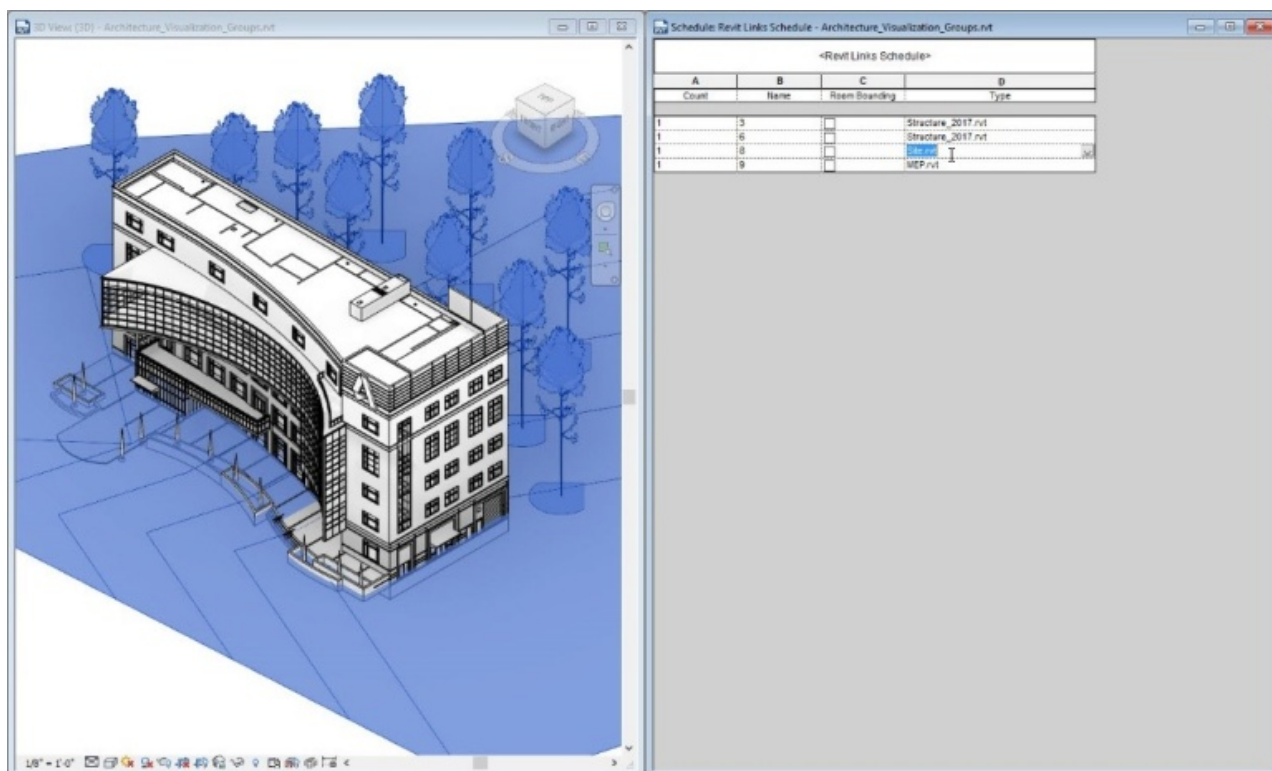 3D View: {3D} - Architecture_Visualization_Groups.rvt
1/8" = 1'-0"
Schedule: Revit Links Schedule - Architecture_Visualization_Groups.rvt
<Revit Links Schedule>
A B C D
Count Name Room Bounding Type
1 3 Structure_2017.rvt
1 6 Structure_2017.rvt
1 8 Site.rvt
1 9 MEP.rvt